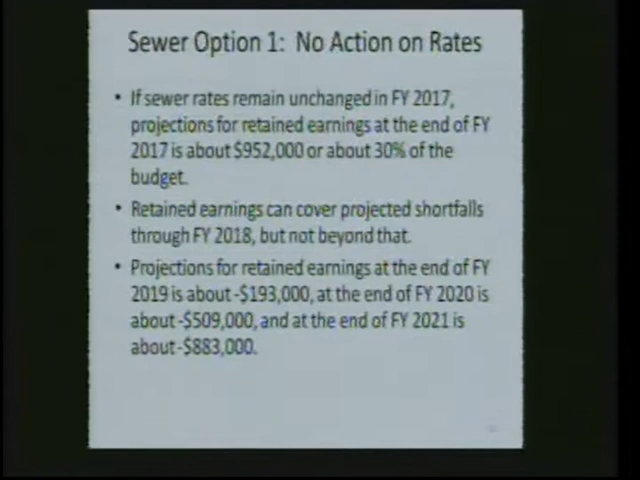 Sewer Option 1: No Action on Rates
• If sewer rates remain unchanged in FY 2017,
projections for retained earnings at the end of FY
2017 is about $952,000 or about 30% of the
budget.
• Retained earnings can cover projected shortfalls
through FY 2018, but not beyond that.
• Projections for retained earnings at the end of FY
2019 is about -$193,000, at the end of FY 2020 is
about -$509,000, and at the end of FY 2021 is
about -$883,000.